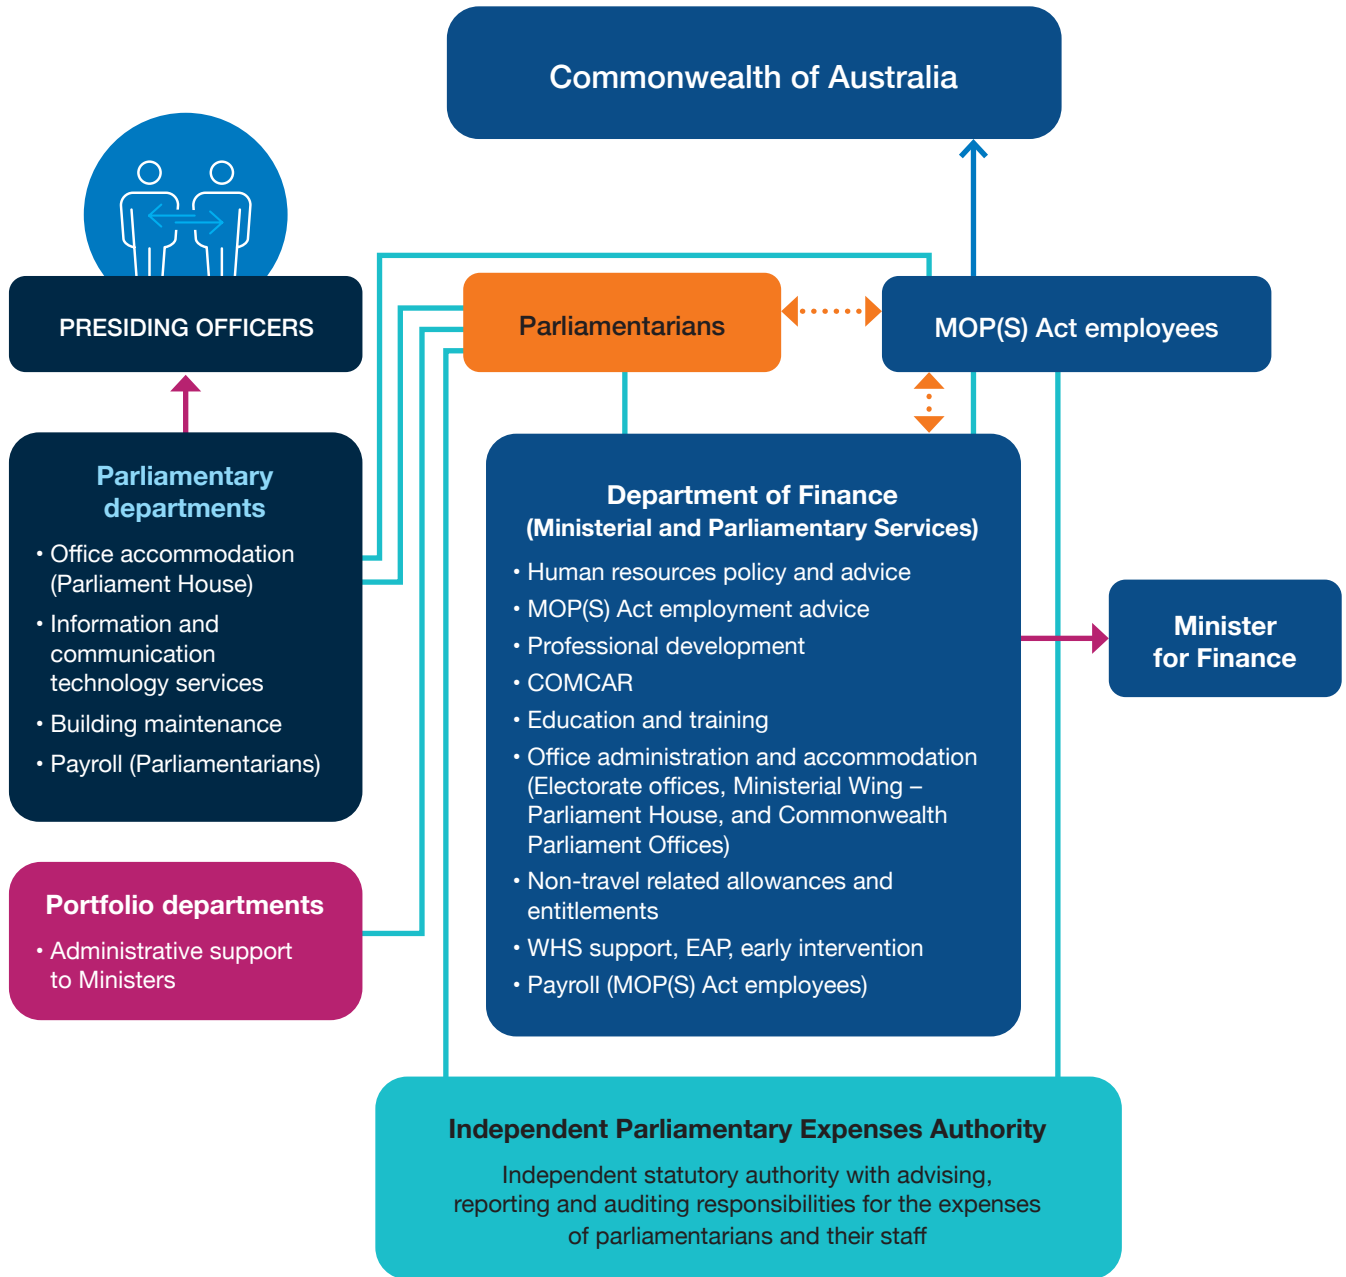 Commonwealth of Australia
PRESIDING OFFICERS
Parliamentarians
MOP(S) Act employees
Parliamentary
departments
• Office accommodation
(Parliament House)
• Information and
communication
technology services
• Building maintenance
• Payroll (Parliamentarians)
Portfolio departments
• Administrative support
to Ministers
Department of Finance
(Ministerial and Parliamentary Services)
• Human resources policy and advice
• MOP(S) Act employment advice
• Professional development
• COMCAR
• Education and training
• Office administration and accommodation
(Electorate offices, Ministerial Wing –
Parliament House, and Commonwealth
Parliament Offices)
• Non-travel related allowances and
entitlements
• WHS support, EAP, early intervention
• Payroll (MOP(S) Act employees)
Minister
for Finance
Independent Parliamentary Expenses Authority
Independent statutory authority with advising,
reporting and auditing responsibilities for the expenses
of parliamentarians and their staff